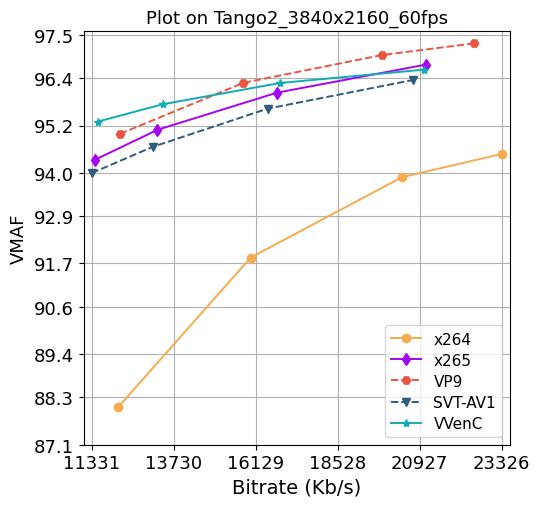 Plot on Tango2_3840x2160_60fps
97.5
96.4
95.2
94.0
92.9
91.7
90.6
89.4
88.3
87.1
VMAF
x264
x265
VP9
SVT-AV1
VVenC
11331 13730 16129 18528 20927 23326
Bitrate (Kb/s)